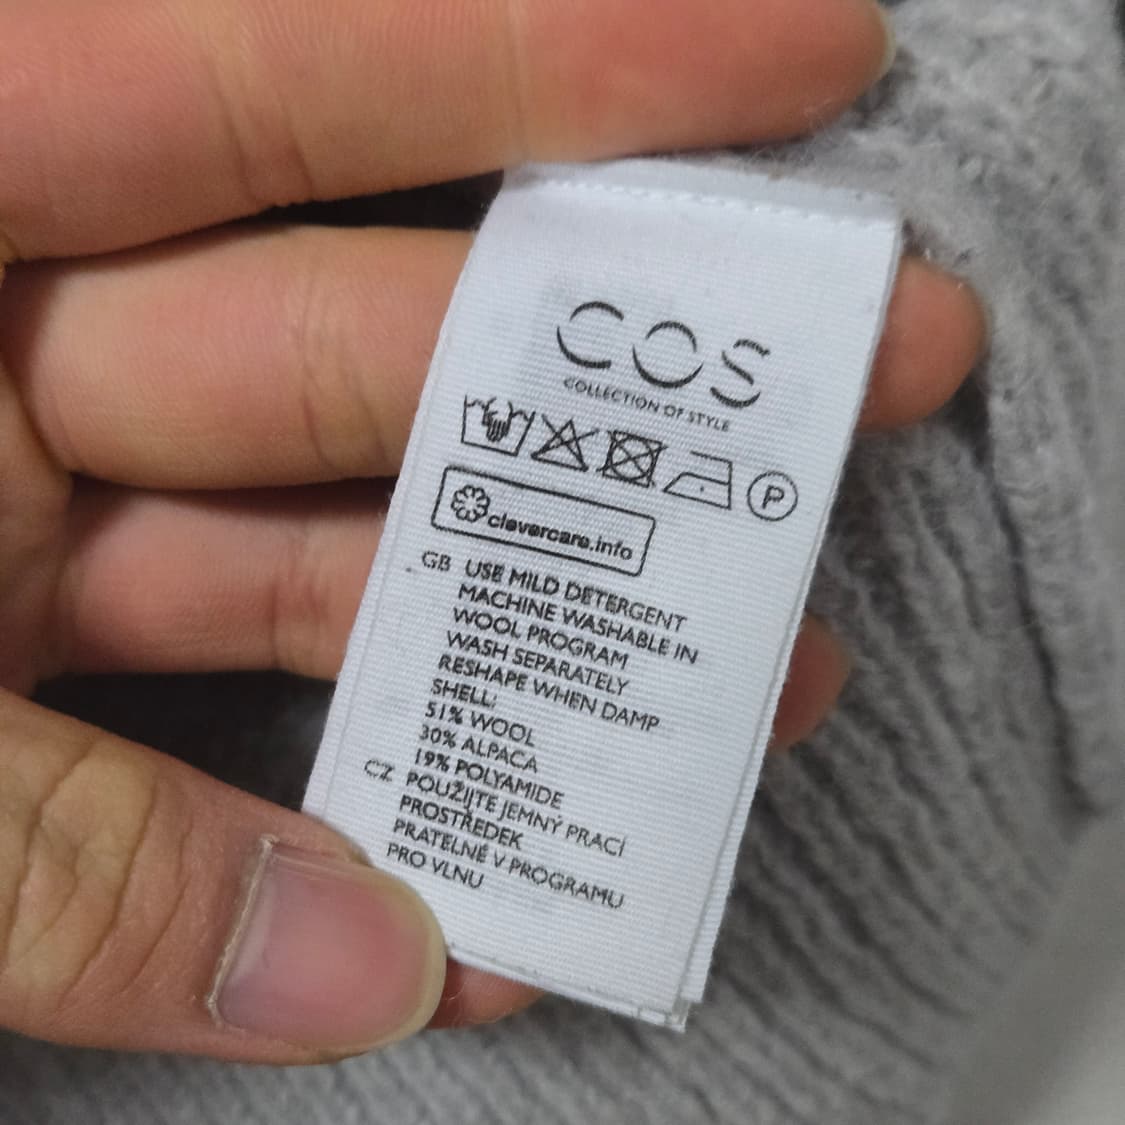 COS
COLLECTION OF STYLE
P
clevercare.info
GB USE MILD DETERGENT
MACHINE WASHABLE IN
WOOL PROGRAM
WASH SEPARATELY
RESHAPE WHEN DAMP
SHELL:
51% WOOL
30% ALPACA
19% POLYAMIDE
CZ POUŽIJTE JEMNÝ PRACÍ
PROSTŘEDEK
PRATELNÉ V PROGRAMU
PRO VLNU